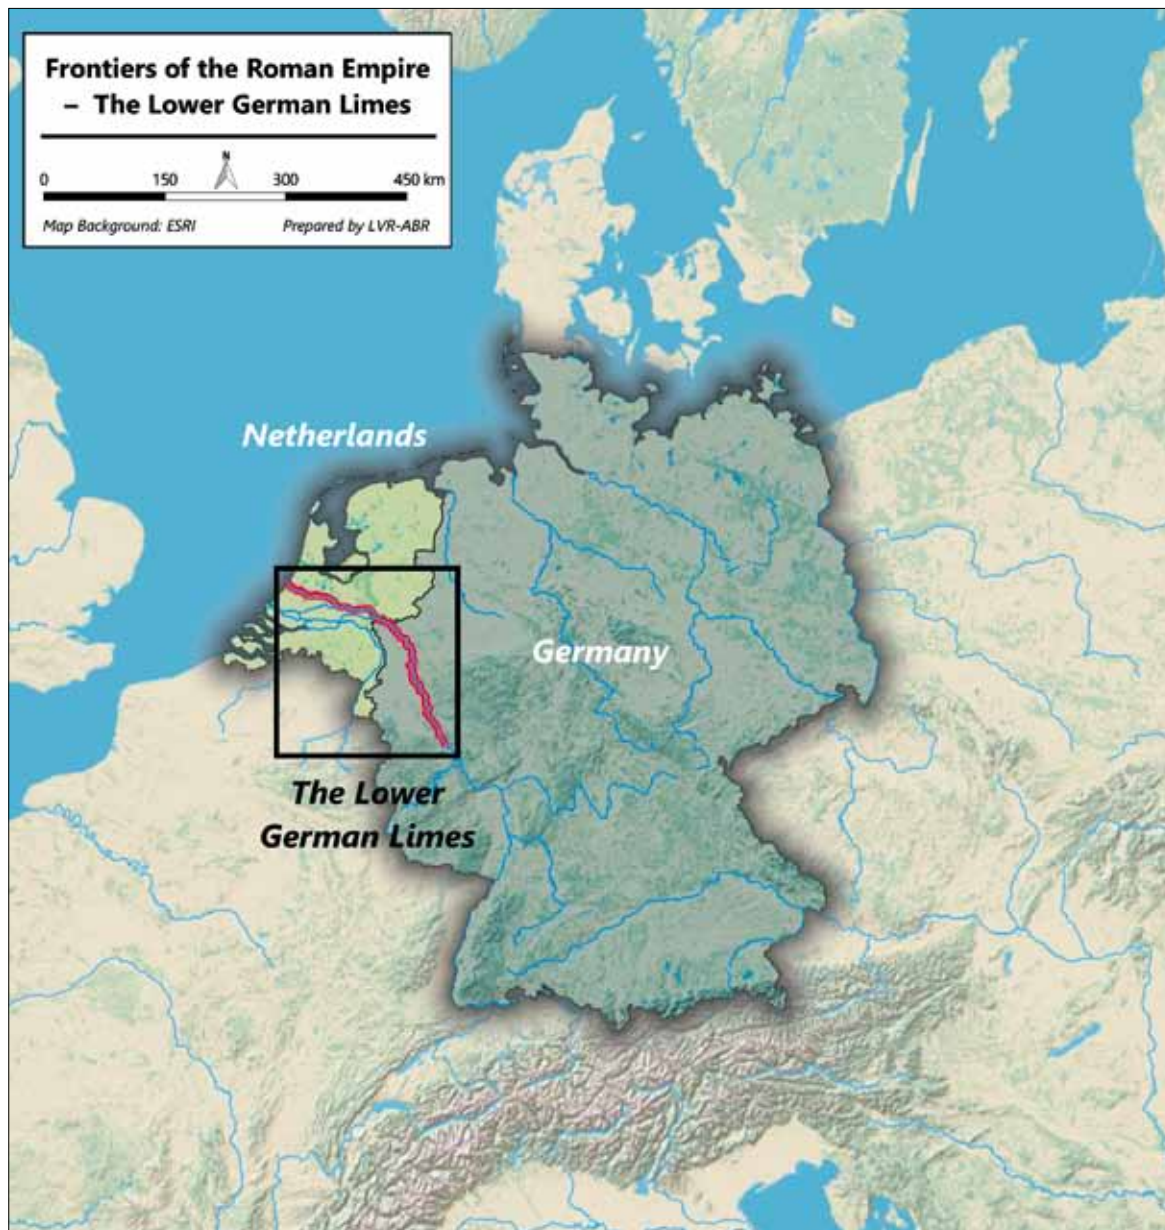 Frontiers of the Roman Empire
– The Lower German Limes
N
0 150 300 450 km
Map Background: ESRI Prepared by LVR-ABR
Netherlands
Germany
The Lower
German Limes